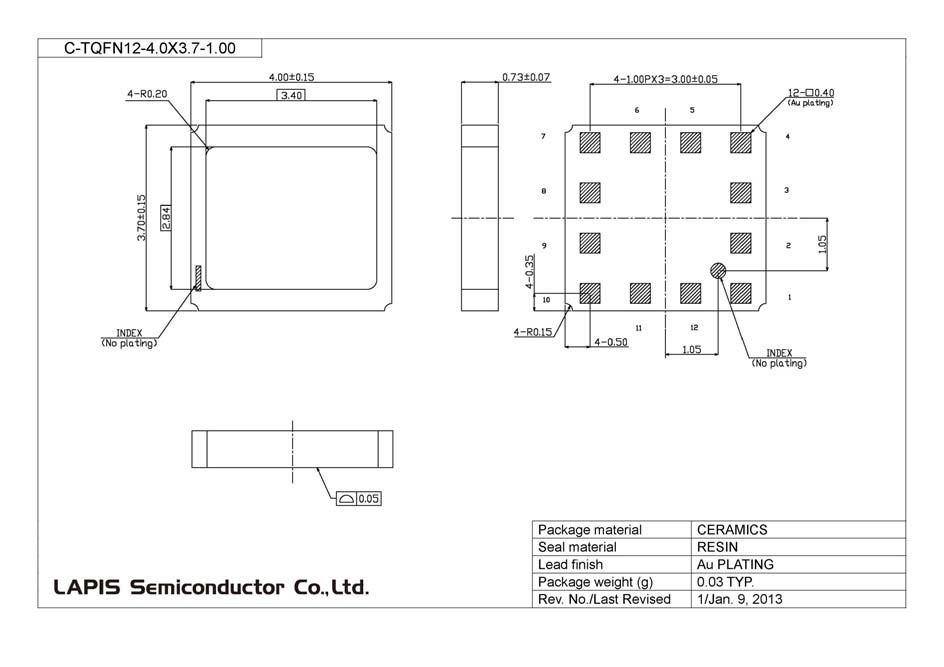 C-TQFN12-4.0X3.7-1.00
4.00±0.15
3.40
4-R0.20
3.70±0.15
2.84
INDEX
(No plating)
0.73±0.07
4-1.00PX3=3.00±0.05
12-□0.40
(Au plating)
6 5
7 4
8 3
9 2
10 1
11 12
1.05
4-0.35
4-R0.15
4-0.50
1.05
INDEX
(No plating)
⌓ 0.05
Package material CERAMICS
Seal material RESIN
Lead finish Au PLATING
Package weight (g) 0.03 TYP.
Rev. No./Last Revised 1/Jan. 9, 2013
LAPIS Semiconductor Co.,Ltd.